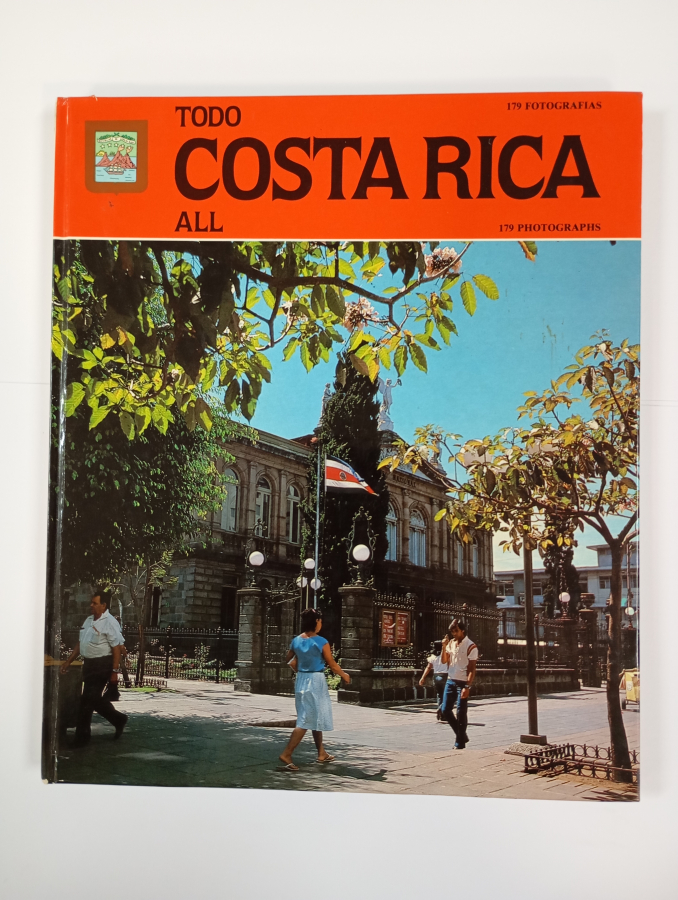 TODO
179 FOTOGRAFIAS
COSTA RICA
ALL
179 PHOTOGRAPHS